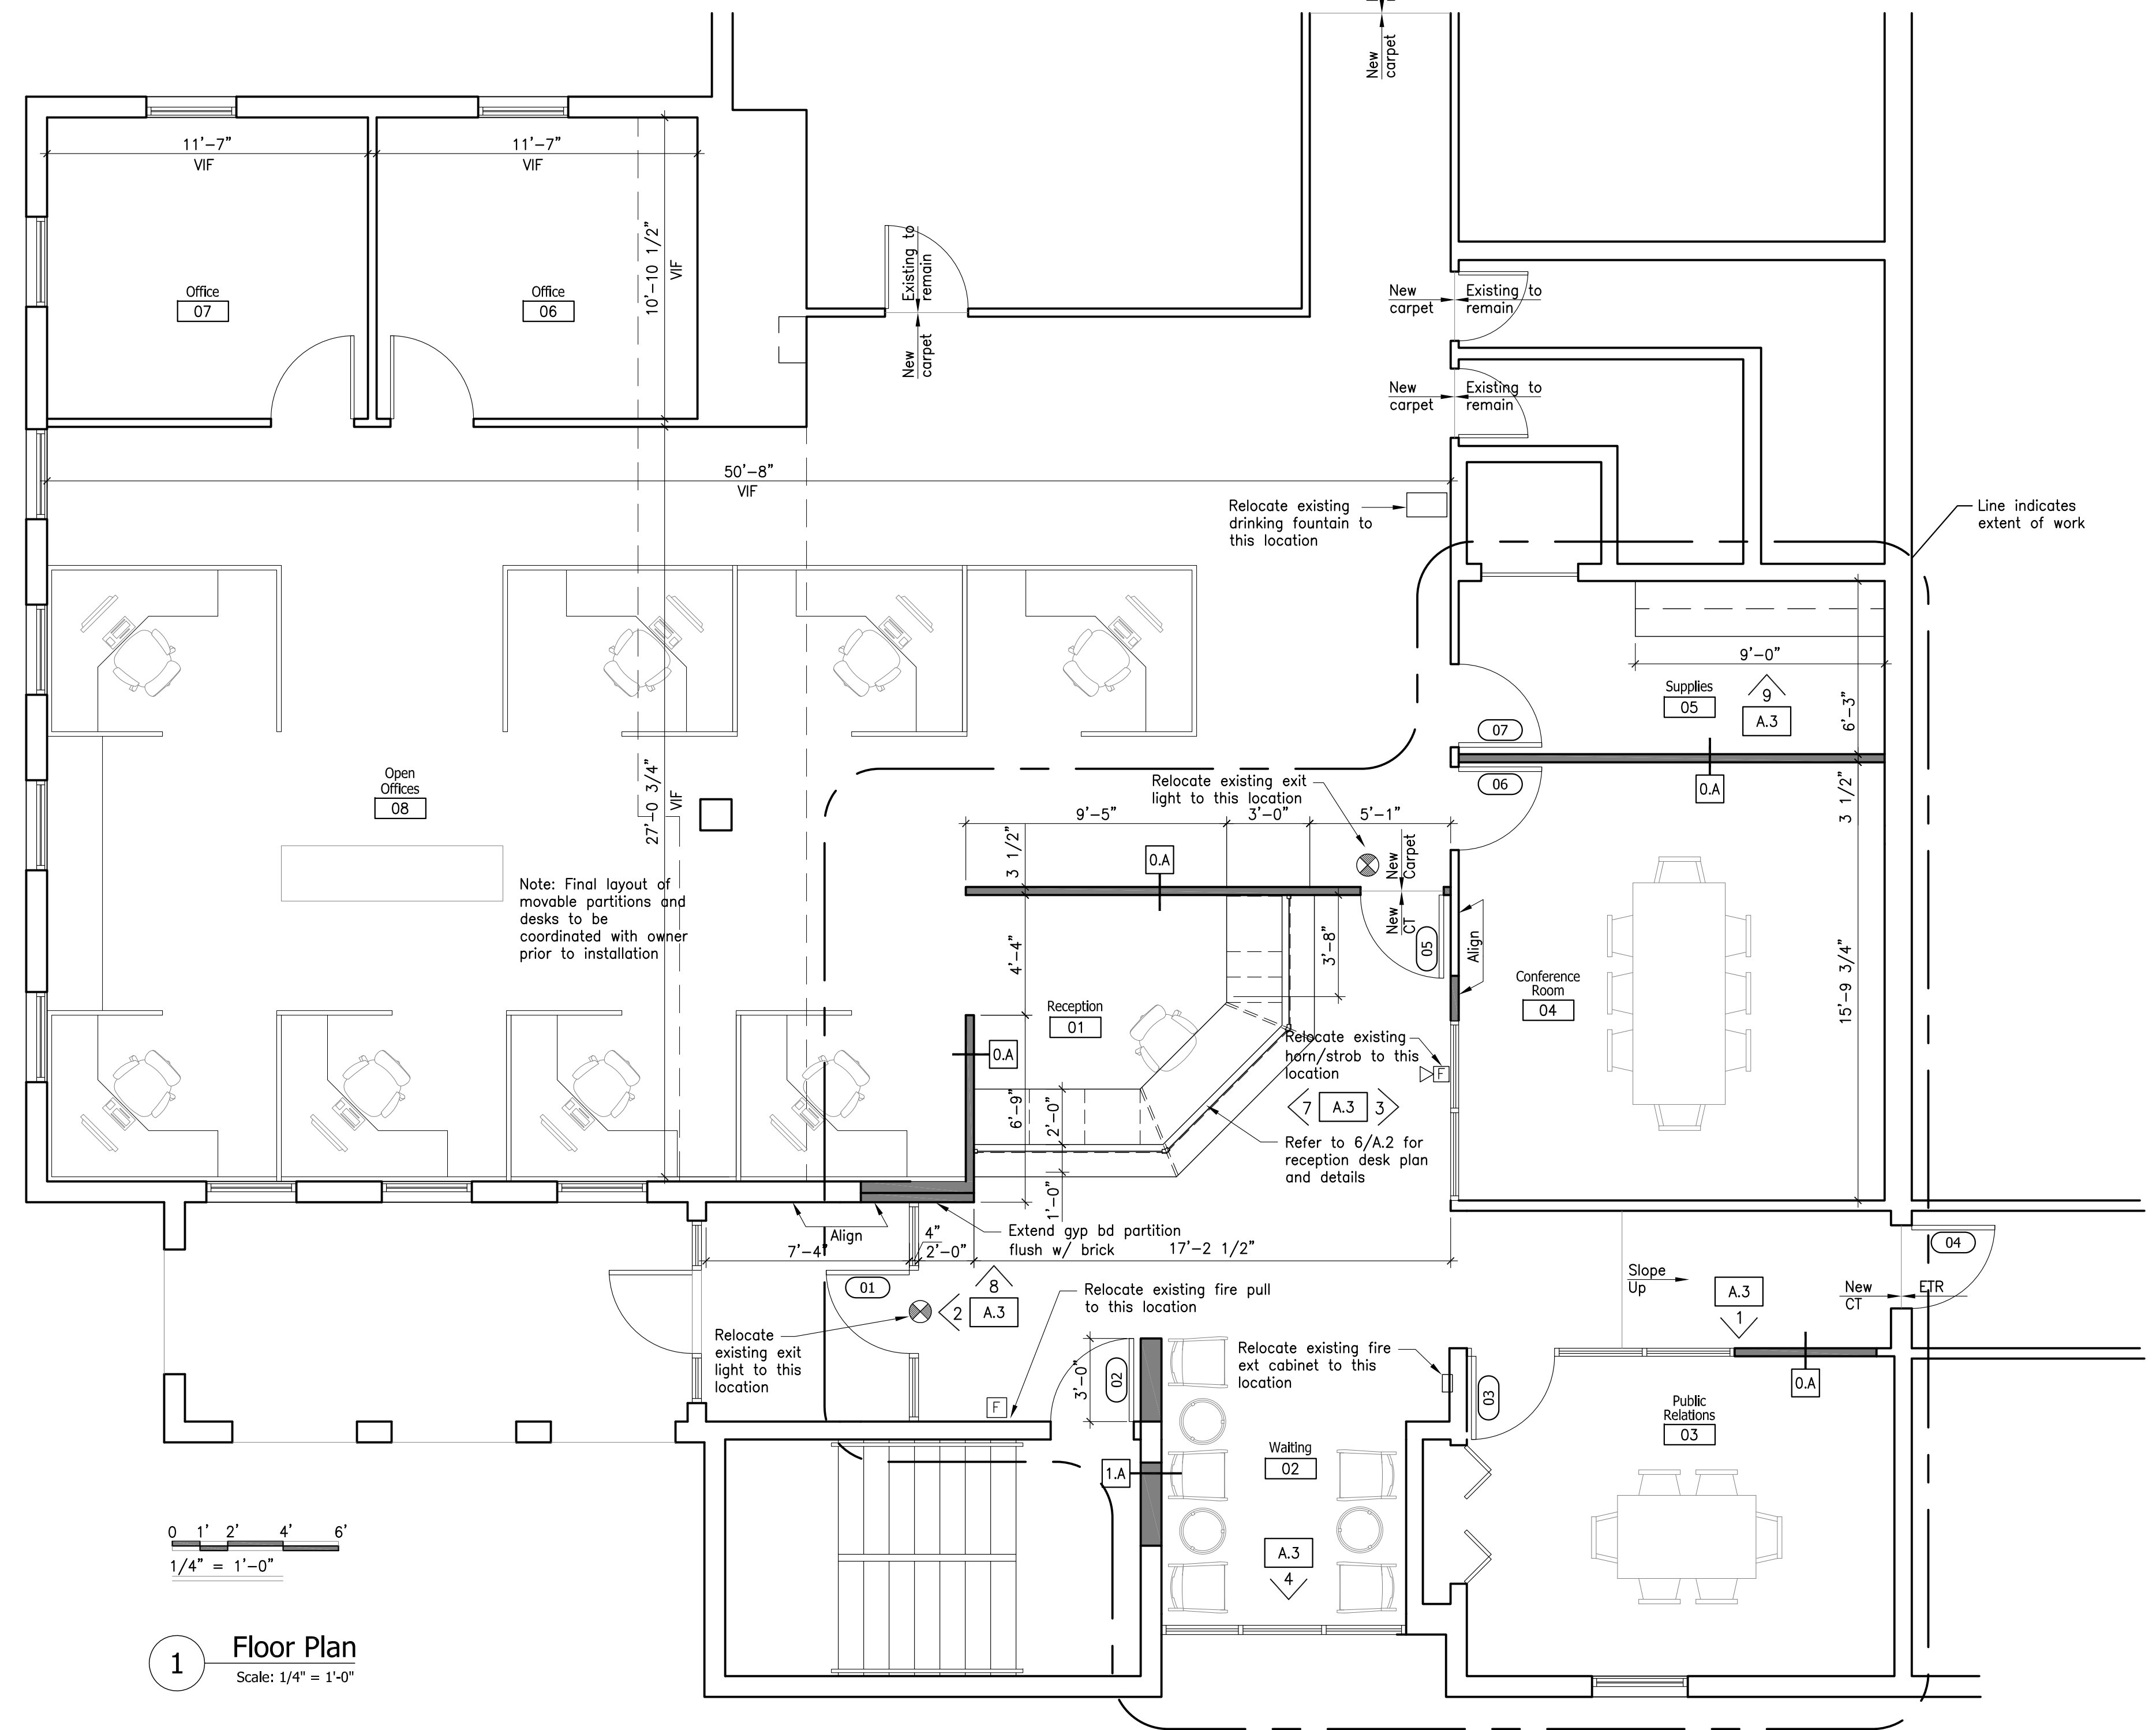 New
carpet
11'-7"
VIF
11'-7"
VIF
10'-10 1/2"
VIF
Office
07
Office
06
Existing to
remain
New
carpet
New
carpet
Existing to
remain
New
carpet
Existing to
remain
50'-8"
VIF
Relocate existing
drinking fountain to
this location
Line indicates
extent of work
9'-0"
Supplies
05
9
A.3
6'-3"
07
06
0.A
3 1/2"
15'-9 3/4"
Open
Offices
08
27'-0 3/4"
VIF
Relocate existing exit
light to this location
9'-5"
3'-0"
5'-1"
3 1/2"
0.A
New
Carpet
New
CT
05
Align
Note: Final layout of
movable partitions and
desks to be
coordinated with owner
prior to installation
4'-4"
3'-8"
Reception
01
Conference
Room
04
0.A
Relocate existing
horn/strob to this
location
F
6'-9"
2'-0"
7
A.3
3
Refer to 6/A.2 for
reception desk plan
and details
1'-0"
Align
Extend gyp bd partition
flush w/ brick
7'-4"
4"
2'-0"
17'-2 1/2"
01
8
2
A.3
Relocate existing fire pull
to this location
Slope
Up
A.3
1
New
CT
ETR
04
Relocate
existing exit
light to this
location
3'-0"
02
Relocate existing fire
ext cabinet to this
location
03
0.A
F
Public
Relations
03
Waiting
02
1.A
A.3
4
0 1' 2' 4' 6'
1/4" = 1'-0"
1
Floor Plan
Scale: 1/4" = 1'-0"